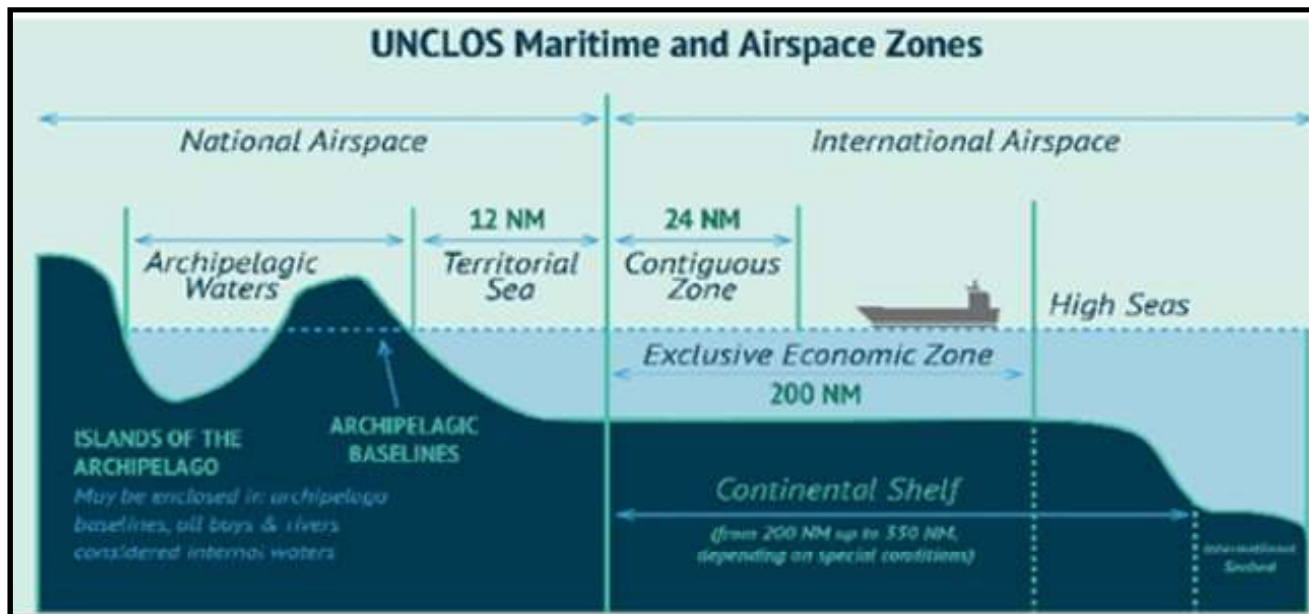 UNCLOS Maritime and Airspace Zones
National Airspace
International Airspace
12 NM
24 NM
Archipelagic
Waters
Territorial
Sea
Contiguous
Zone
High Seas
Exclusive Economic Zone
200 NM
ISLANDS OF THE
ARCHIPELAGO
May be enclosed in archipelago
baselines, all bays & rivers
considered internal waters
ARCHIPELAGIC
BASELINES
Continental Shelf
(from 200 NM up to 350 NM,
depending on special conditions)
International
Seabed